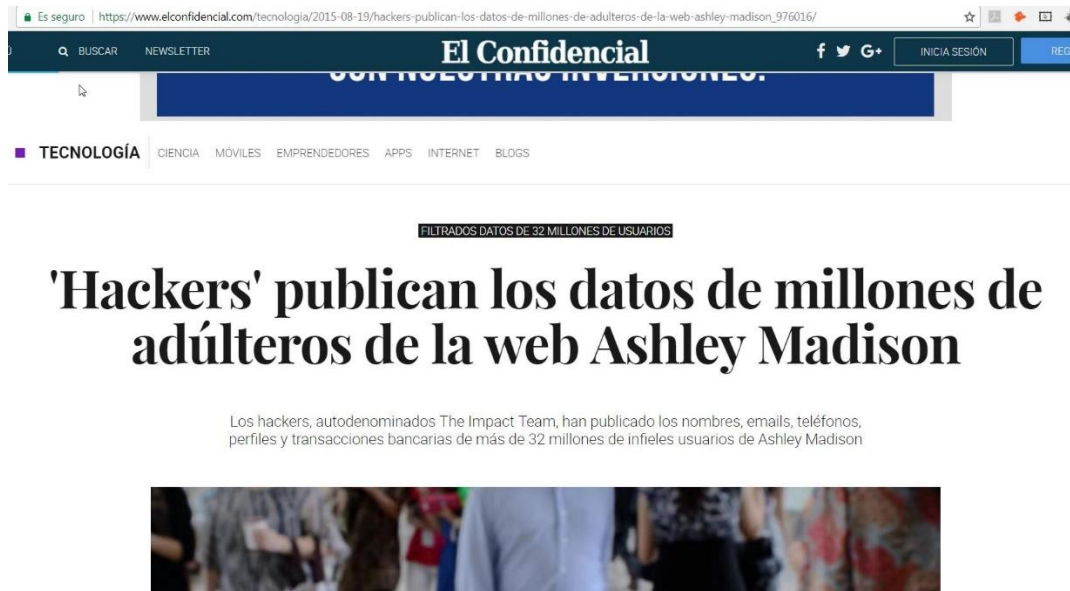 Es seguro | https://www.elconfidencial.com/tecnologia/2015-08-19/hackers-publican-los-datos-de-millones-de-adulteros-de-la-web-ashley-madison_976016/
BUSCAR NEWSLETTER El Confidencial f G+ INICIA SESIÓN
CON NUESTRAS INVERSIONES.
TECNOLOGÍA CIENCIA MÓVILES EMPRENDEDORES APPS INTERNET BLOGS
FILTRADOS DATOS DE 32 MILLONES DE USUARIOS
'Hackers' publican los datos de millones de
adúlteros de la web Ashley Madison
Los hackers, autodenominados The Impact Team, han publicado los nombres, emails, teléfonos,
perfiles y transacciones bancarias de más de 32 millones de infieles usuarios de Ashley Madison